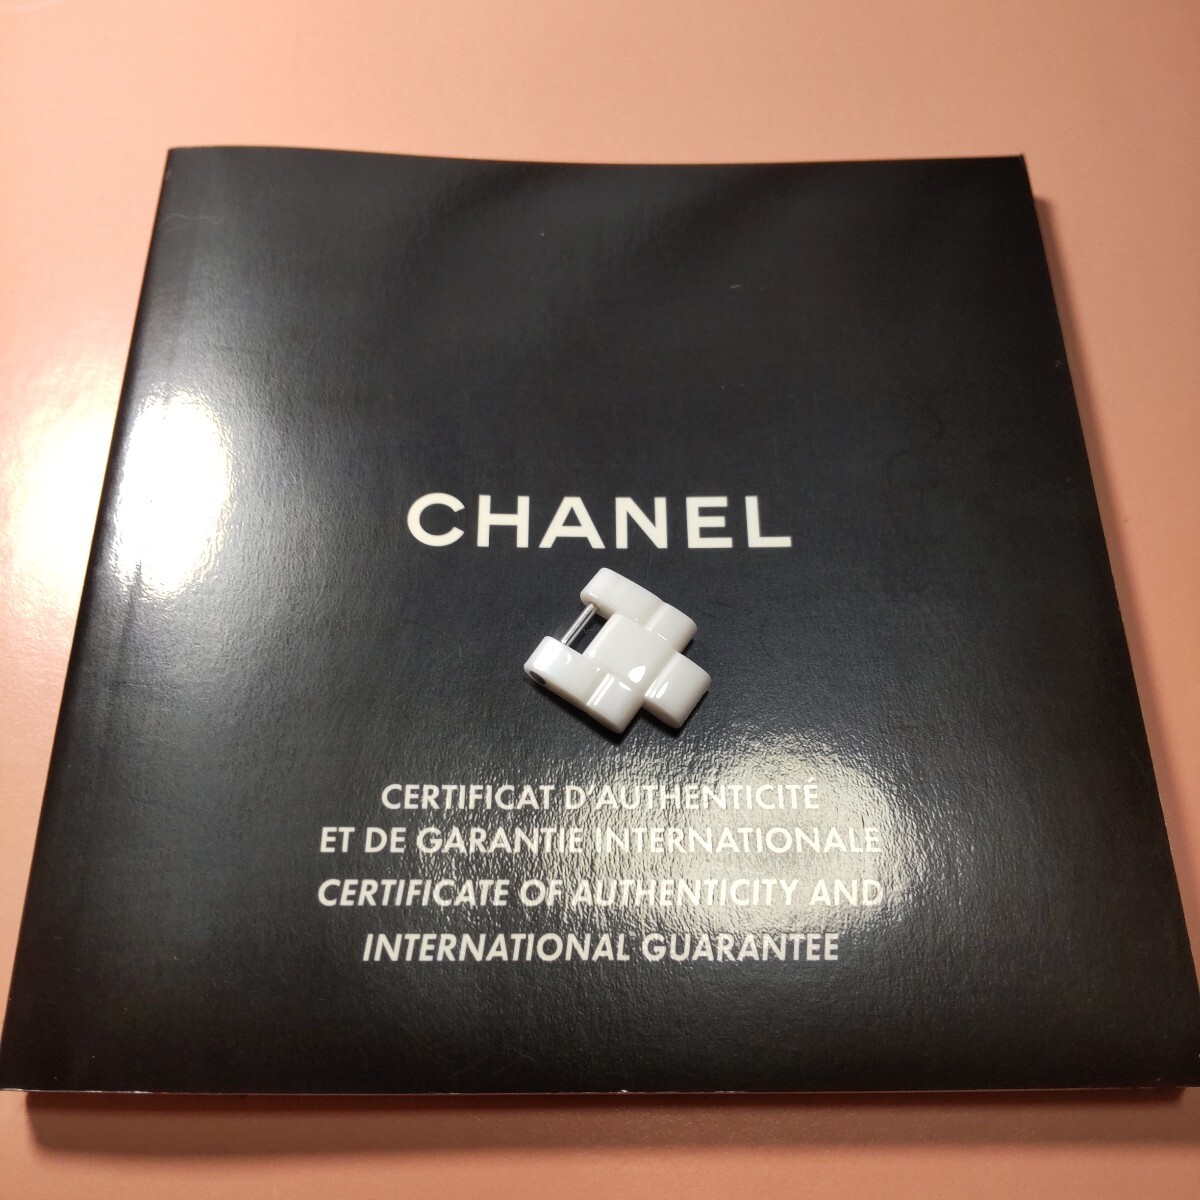 CHANEL
CERTIFICAT D'AUTHENTICITÉ
ET DE GARANTIE INTERNATIONALE
CERTIFICATE OF AUTHENTICITY AND
INTERNATIONAL GUARANTEE